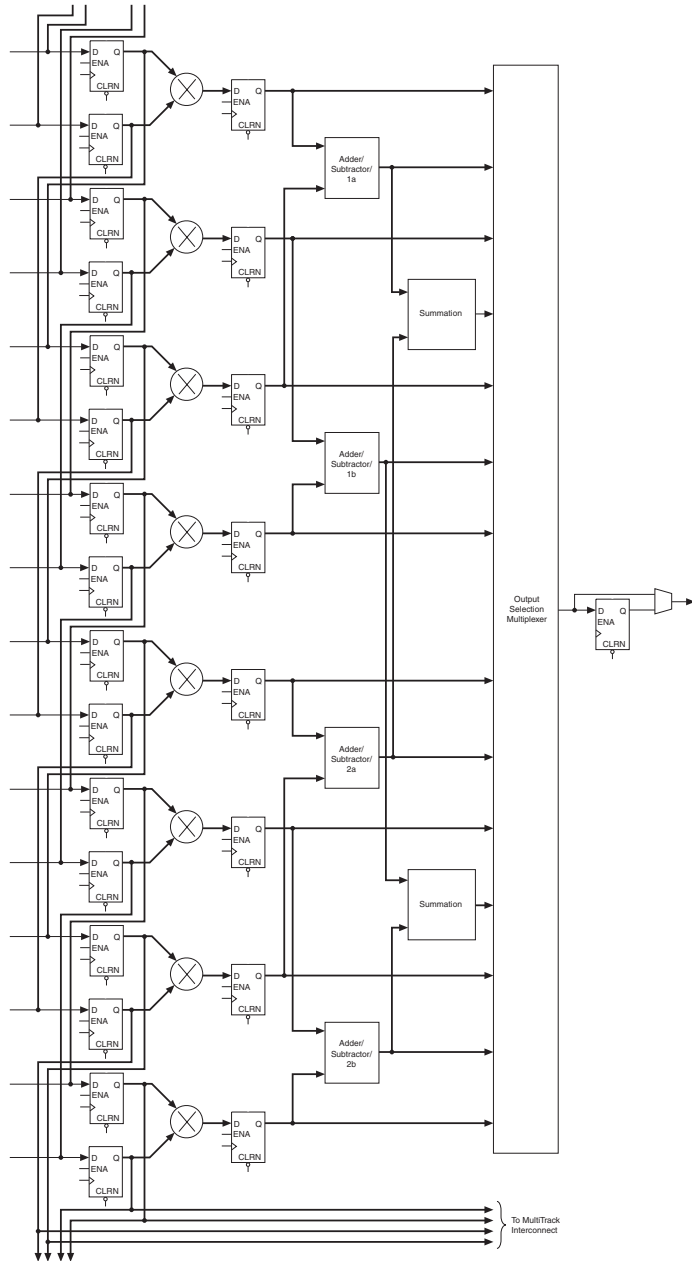 D Q
ENA
CLRN
D Q
ENA
CLRN
D Q
ENA
CLRN
Adder/
Subtractor/
1a
D Q
ENA
CLRN
D Q
ENA
CLRN
D Q
ENA
CLRN
Summation
D Q
ENA
CLRN
D Q
ENA
CLRN
D Q
ENA
CLRN
Adder/
Subtractor/
1b
D Q
ENA
CLRN
D Q
ENA
CLRN
D Q
ENA
CLRN
Output
Selection
Multiplexer
D Q
ENA
CLRN
D Q
ENA
CLRN
D Q
ENA
CLRN
D Q
ENA
CLRN
Adder/
Subtractor/
2a
D Q
ENA
CLRN
D Q
ENA
CLRN
D Q
ENA
CLRN
Summation
D Q
ENA
CLRN
D Q
ENA
CLRN
D Q
ENA
CLRN
Adder/
Subtractor/
2b
D Q
ENA
CLRN
D Q
ENA
CLRN
D Q
ENA
CLRN
To MultiTrack
Interconnect